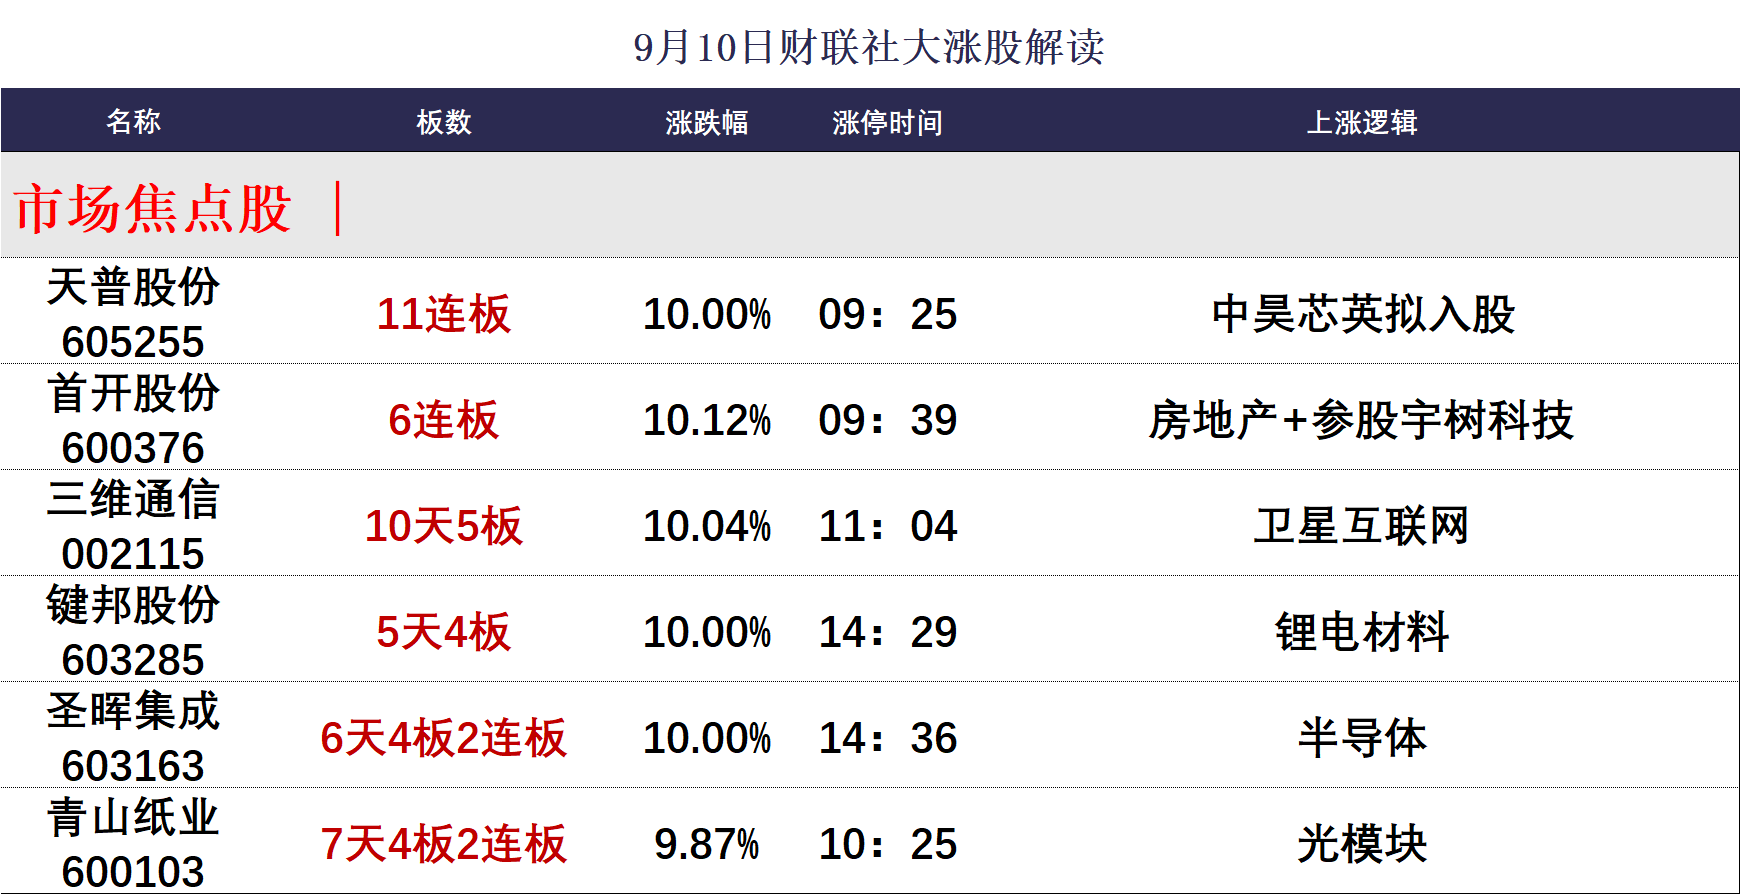 9月10日财联社大涨股解读
名称 板数 涨跌幅 涨停时间 上涨逻辑
市场焦点股 ｜
天普股份
605255 11连板 10.00% 09：25 中昊芯英拟入股
首开股份
600376 6连板 10.12% 09：39 房地产+参股宇树科技
三维通信
002115 10天5板 10.04% 11：04 卫星互联网
键邦股份
603285 5天4板 10.00% 14：29 锂电材料
圣晖集成
603163 6天4板2连板 10.00% 14：36 半导体
青山纸业
600103 7天4板2连板 9.87% 10：25 光模块